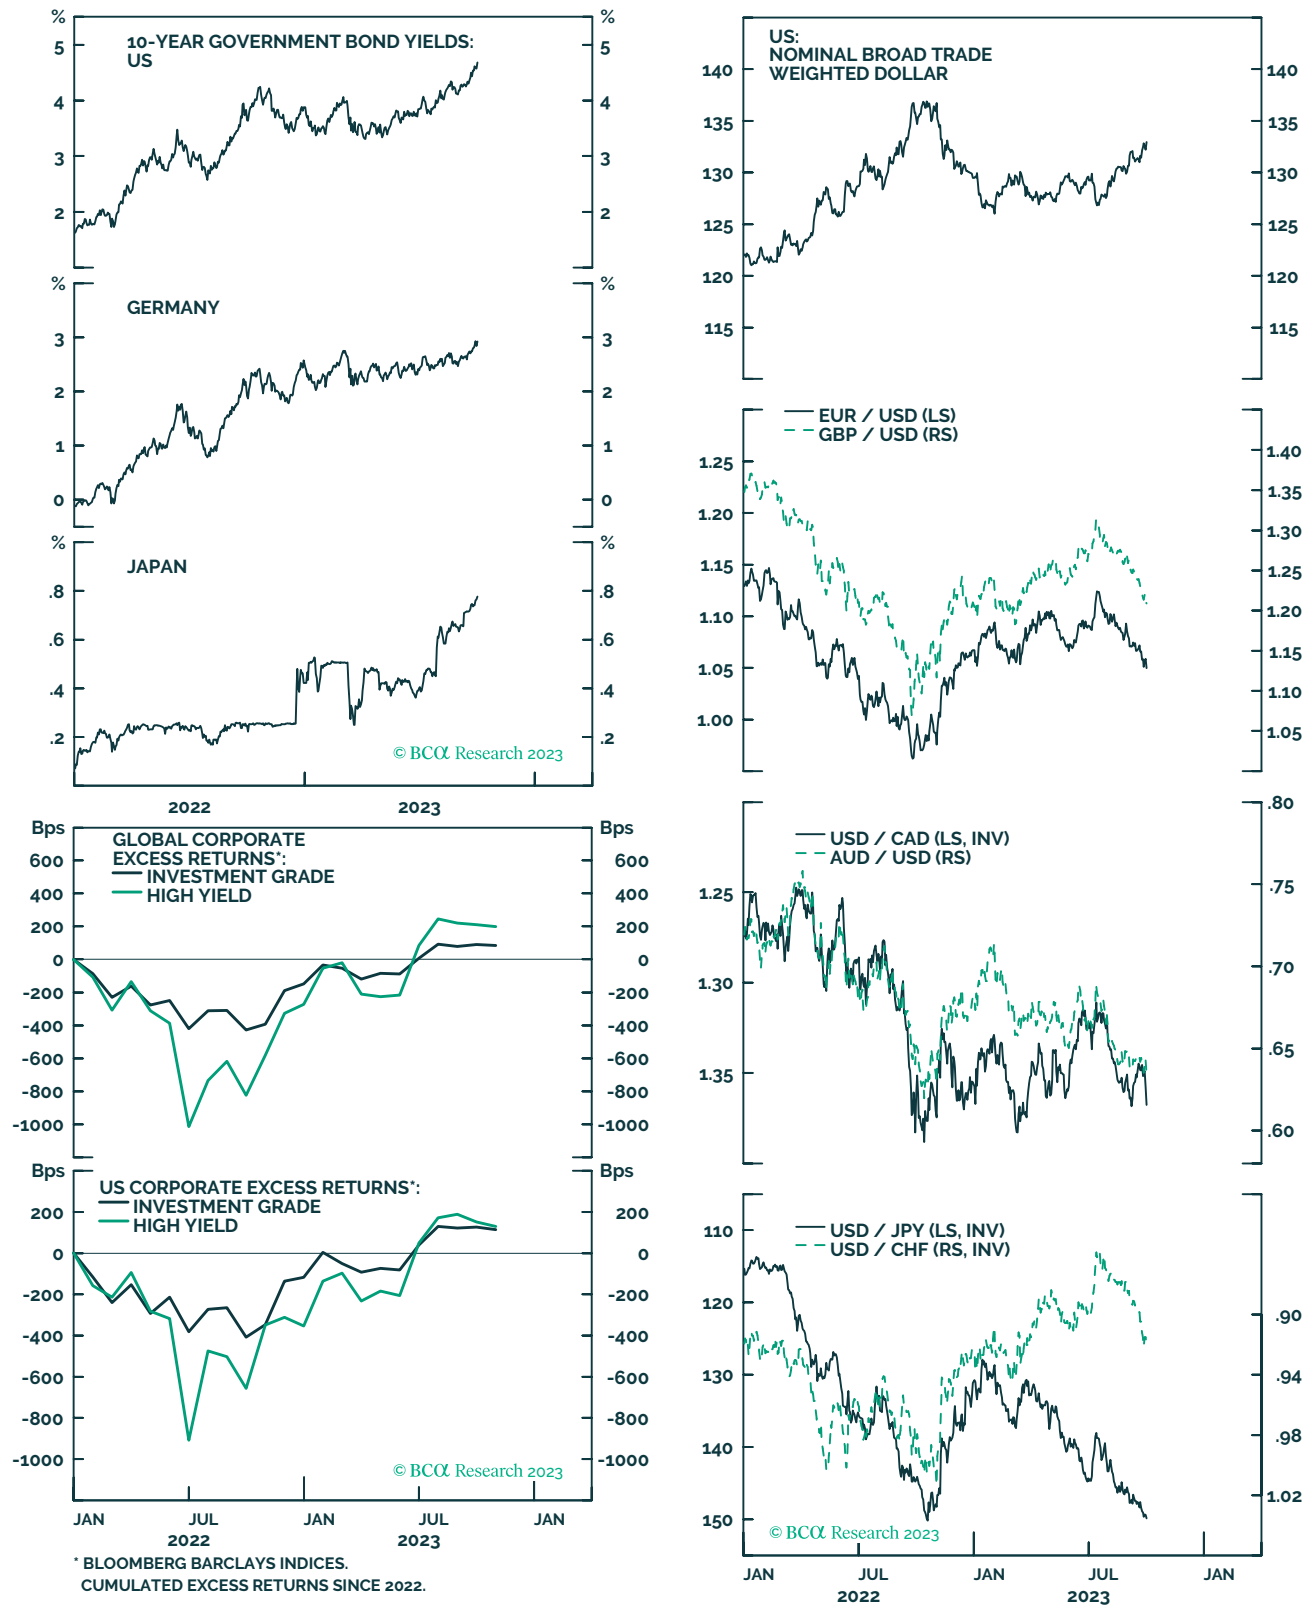 % %
10-YEAR GOVERNMENT BOND YIELDS:
US
5 5
4 4
3 3
2 2
% %
GERMANY
3 3
2 2
1 1
0 0
% %
JAPAN
.8 .8
.6 .6
.4 .4
.2 .2
© BCα Research 2023
2022 2023
Bps Bps
GLOBAL CORPORATE
EXCESS RETURNS*:
INVESTMENT GRADE
HIGH YIELD
600 600
400 400
200 200
0 0
-200 -200
-400 -400
-600 -600
-800 -800
-1000 -1000
Bps Bps
US CORPORATE EXCESS RETURNS*:
INVESTMENT GRADE
HIGH YIELD
200 200
0 0
-200 -200
-400 -400
-600 -600
-800 -800
-1000 -1000
© BCα Research 2023
JAN JUL JAN JUL JAN
2022 2023
* BLOOMBERG BARCLAYS INDICES.
CUMULATED EXCESS RETURNS SINCE 2022.
US:
NOMINAL BROAD TRADE
WEIGHTED DOLLAR
140 140
135 135
130 130
125 125
120 120
115 115
EUR / USD (LS)
GBP / USD (RS)
1.25 1.40
1.20 1.35
1.15 1.30
1.10 1.25
1.05 1.20
1.00 1.15
1.10
1.05
USD / CAD (LS, INV)
AUD / USD (RS)
.80
1.25 .75
1.30 .70
1.35 .65
.60
USD / JPY (LS, INV)
USD / CHF (RS, INV)
110
120 .90
130 .94
140 .98
150 1.02
© BCα Research 2023
JAN JUL JAN JUL JAN
2022 2023